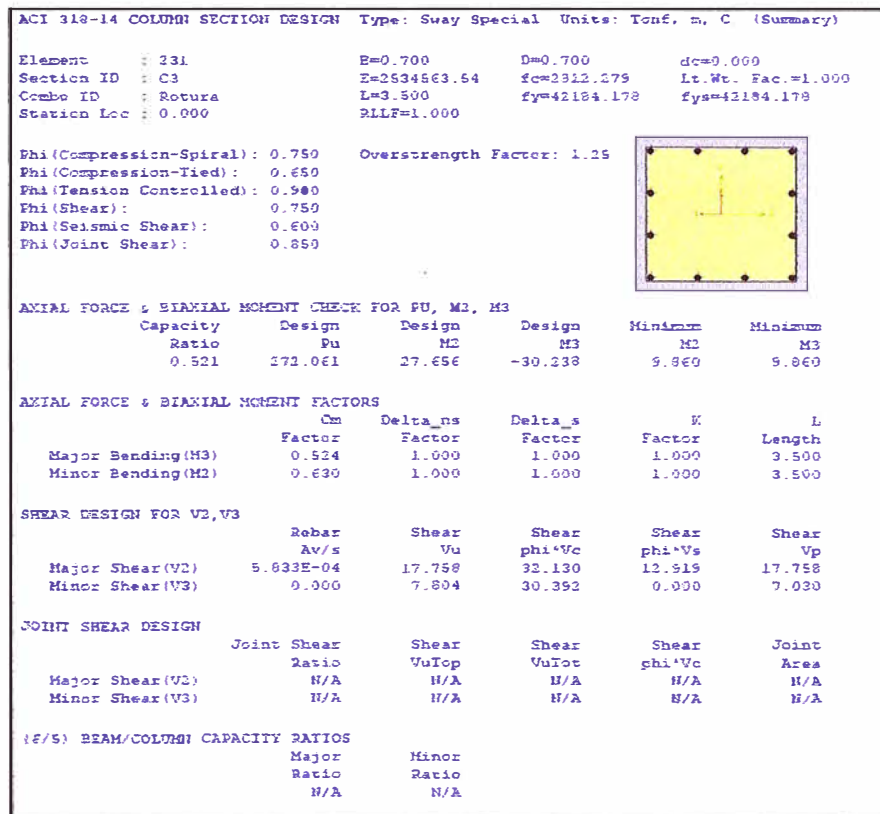 ACI 318-14 COLUMN SECTION DESIGN Type: Sway Special Units: Tonf, m, C (Summary)
Element : 231 B=0.700 D=0.700 dc=0.000
Section ID : C3 E=2534563.54 fc=2812.279 Lt.Wt. Fac.=1.000
Combo ID : Rotura L=3.500 fy=42184.178 fys=42184.178
Station Loc : 0.000 RLLF=1.000
Phi(Compression-Spiral): 0.750 Overstrength Factor: 1.25
Phi(Compression-Tied): 0.650
Phi(Tension Controlled): 0.900
Phi(Shear): 0.750
Phi(Seismic Shear): 0.600
Phi(Joint Shear): 0.850
AXIAL FORCE & BIAXIAL MOMENT CHECK FOR PU, M2, M3
Capacity Design Design Design Minimum Minimum
Ratio Pu M2 M3 M2 M3
0.521 272.061 27.656 -30.238 9.860 9.860
AXIAL FORCE & BIAXIAL MOMENT FACTORS
Cm Delta_ns Delta_s K L
Factor Factor Factor Factor Length
Major Bending(M3) 0.524 1.000 1.000 1.000 3.500
Minor Bending(M2) 0.630 1.000 1.000 1.000 3.500
SHEAR DESIGN FOR V2,V3
Rebar Shear Shear Shear Shear
Av/s Vu phi*Vc phi*Vs Vp
Major Shear(V2) 5.833E-04 17.758 32.130 12.919 17.758
Minor Shear(V3) 0.000 7.804 30.392 0.000 7.030
JOINT SHEAR DESIGN
Joint Shear Shear Shear Shear Joint
Ratio VuTop VuTot phi*Vc Area
Major Shear(V2) N/A N/A N/A N/A N/A
Minor Shear(V3) N/A N/A N/A N/A N/A
(6/5) BEAM/COLUMN CAPACITY RATIOS
Major Minor
Ratio Ratio
N/A N/A